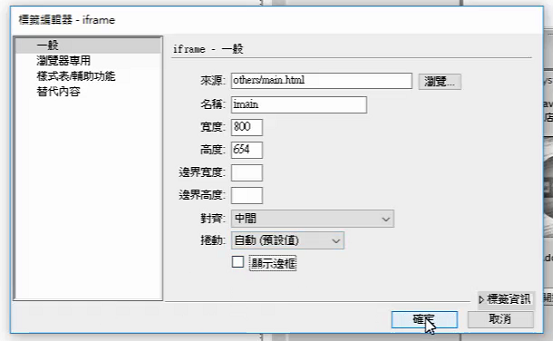 標籤編輯器 - iframe
一般
瀏覽器專用
樣式表/輔助功能
替代內容
iframe - 一般
來源: others/main.html
瀏覽...
名稱: imain
寬度: 800
高度: 654
邊界寬度:
邊界高度:
對齊: 中間
捲動: 自動 (預設值)
顯示邊框
標籤資訊
確定
取消